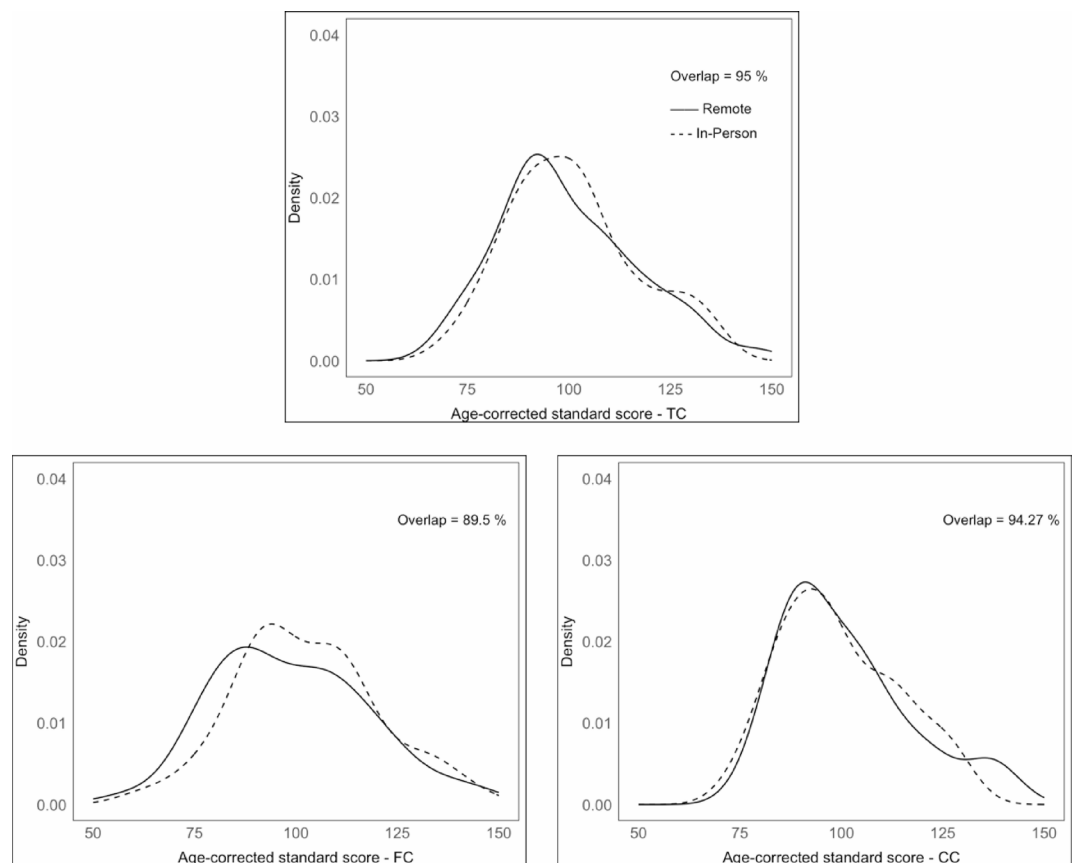 0.04
0.03
0.02
0.01
0.00
Density
Overlap = 95 %
Remote
In-Person
50 75 100 125 150
Age-corrected standard score - TC
0.04
0.03
0.02
0.01
0.00
Density
Overlap = 89.5 %
50 75 100 125 150
Age-corrected standard score - FC
0.04
0.03
0.02
0.01
0.00
Density
Overlap = 94.27 %
50 75 100 125 150
Age-corrected standard score - CC